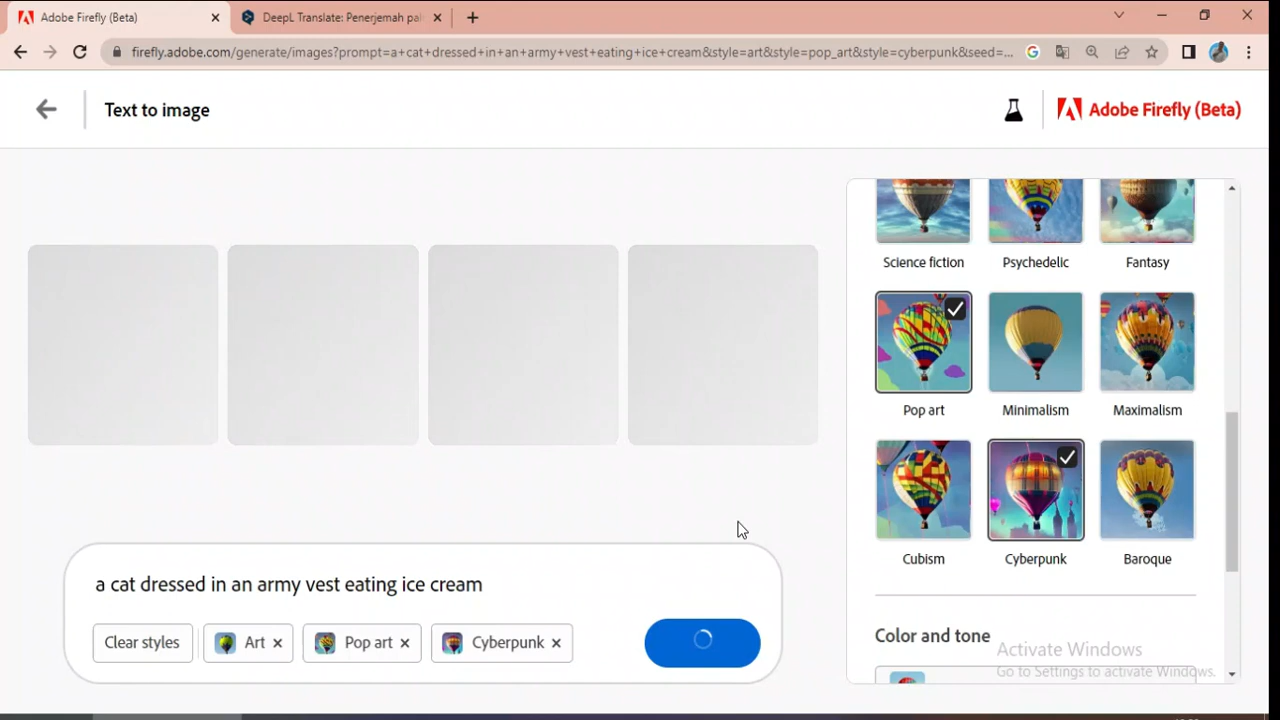 Adobe Firefly (Beta)
DeepL Translate: Penerjemah pal
firefly.adobe.com/generate/images?prompt=a+cat+dressed+in+an+army+vest+eating+ice+cream&style=art&style=pop_art&style=cyberpunk&seed=...
Text to image
Adobe Firefly (Beta)
Science fiction
Psychedelic
Fantasy
Pop art
Minimalism
Maximalism
Cubism
Cyberpunk
Baroque
a cat dressed in an army vest eating ice cream
Clear styles
Art
Pop art
Cyberpunk
Color and tone
Activate Windows
Go to Settings to activate Windows.